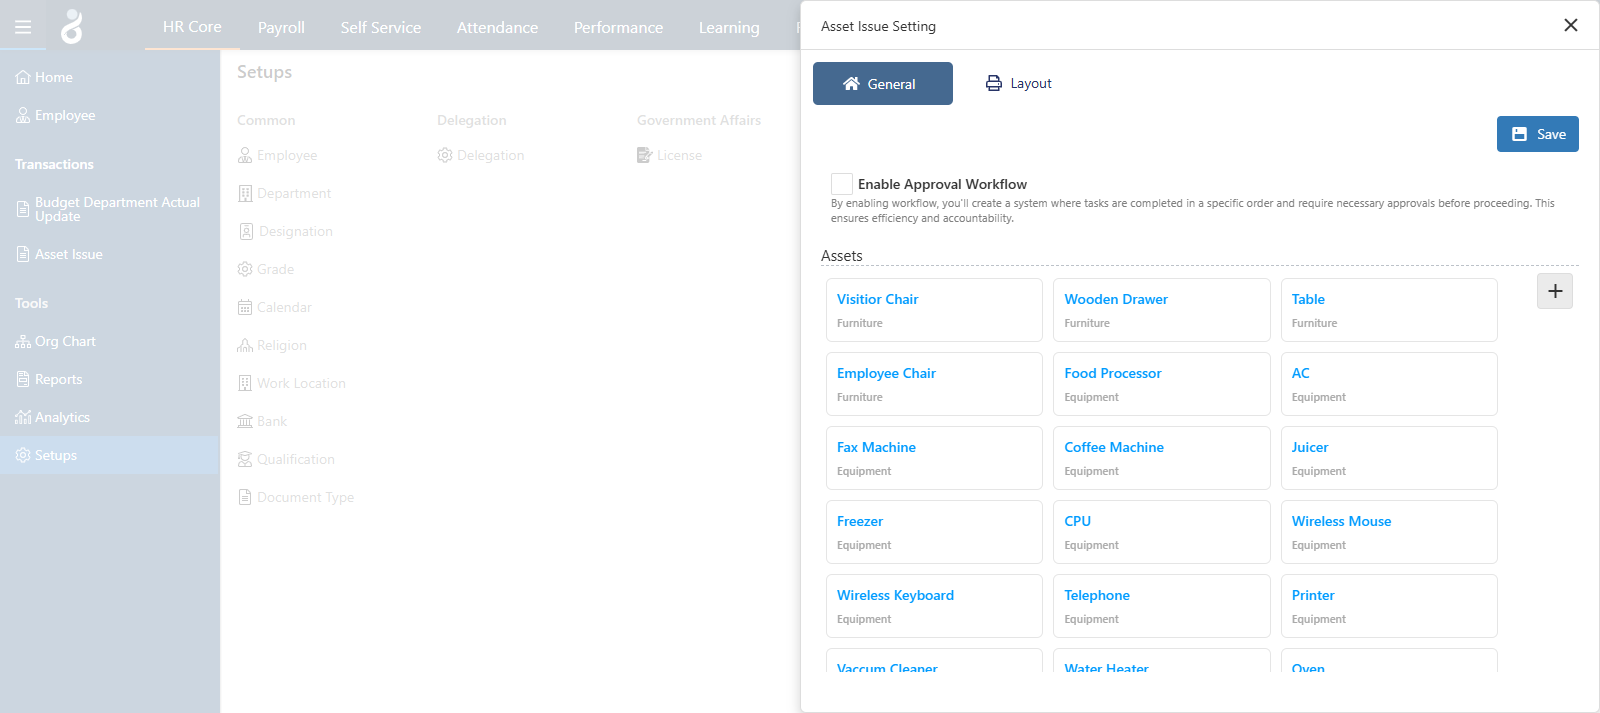 HR Core
Payroll
Self Service
Attendance
Performance
Learning
Home
Employee
Transactions
Budget Department Actual
Update
Asset Issue
Tools
Org Chart
Reports
Analytics
Setups
Setups
Common
Employee
Department
Designation
Grade
Calendar
Religion
Work Location
Bank
Qualification
Document Type
Delegation
Delegation
Government Affairs
License
Asset Issue Setting
General
Layout
Save
Enable Approval Workflow
By enabling workflow, you'll create a system where tasks are completed in a specific order and require necessary approvals before proceeding. This
ensures efficiency and accountability.
Assets
Visitior Chair
Furniture
Wooden Drawer
Furniture
Table
Furniture
Employee Chair
Furniture
Food Processor
Equipment
AC
Equipment
Fax Machine
Equipment
Coffee Machine
Equipment
Juicer
Equipment
Freezer
Equipment
CPU
Equipment
Wireless Mouse
Equipment
Wireless Keyboard
Equipment
Telephone
Equipment
Printer
Equipment
Vaccum Cleaner
Water Heater
Oven